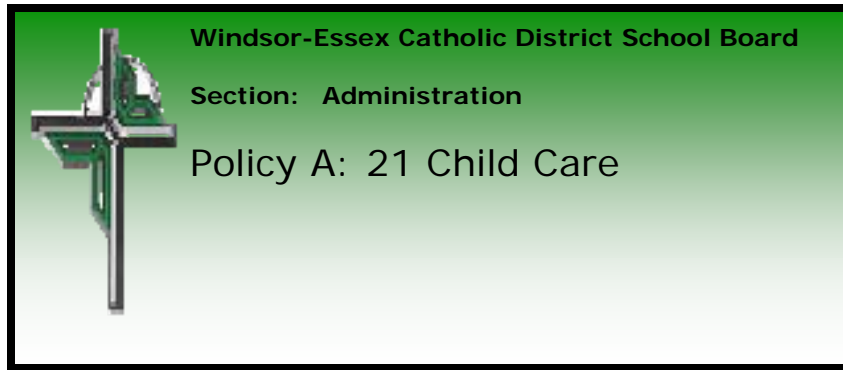 Windsor-Essex Catholic District School Board
Section: Administration
Policy A: 21 Child Care